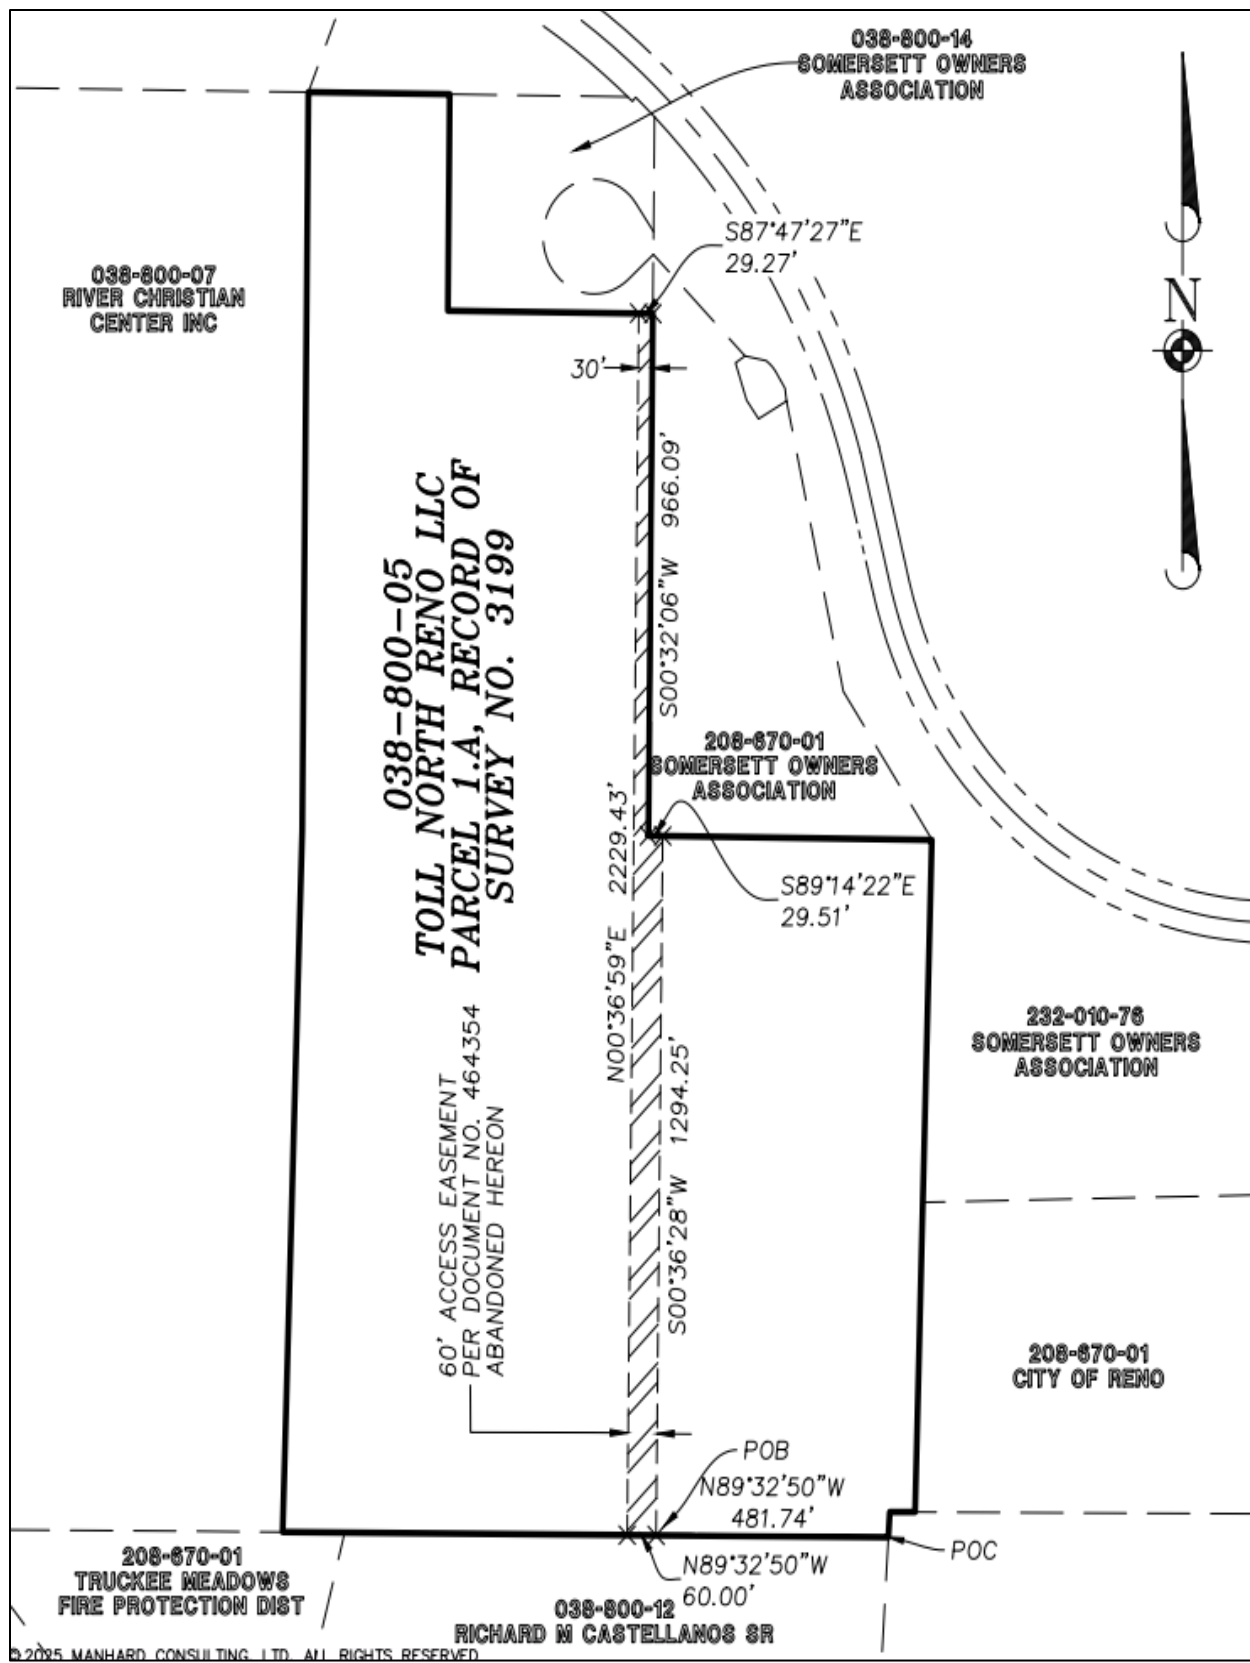 038-800-14
SOMERSETT OWNERS
ASSOCIATION
S87°47'27"E
29.27'
038-800-07
RIVER CHRISTIAN
CENTER INC
N
30'
S00°32'06"W 966.09'
038-800-05
TOLL NORTH RENO LLC
PARCEL 1.A, RECORD OF
SURVEY NO. 3199
208-670-01
SOMERSETT OWNERS
ASSOCIATION
N00°36'59"E 2229.43'
S89°14'22"E
29.51'
232-010-76
SOMERSETT OWNERS
ASSOCIATION
S00°36'28"W 1294.25'
60' ACCESS EASEMENT
PER DOCUMENT NO. 464354
ABANDONED HEREON
208-670-01
CITY OF RENO
POB
N89°32'50"W
481.74'
POC
N89°32'50"W
60.00'
208-670-01
TRUCKEE MEADOWS
FIRE PROTECTION DIST
038-800-12
RICHARD M CASTELLANOS SR
© 2025 MANHARD CONSULTING, LTD. ALL RIGHTS RESERVED